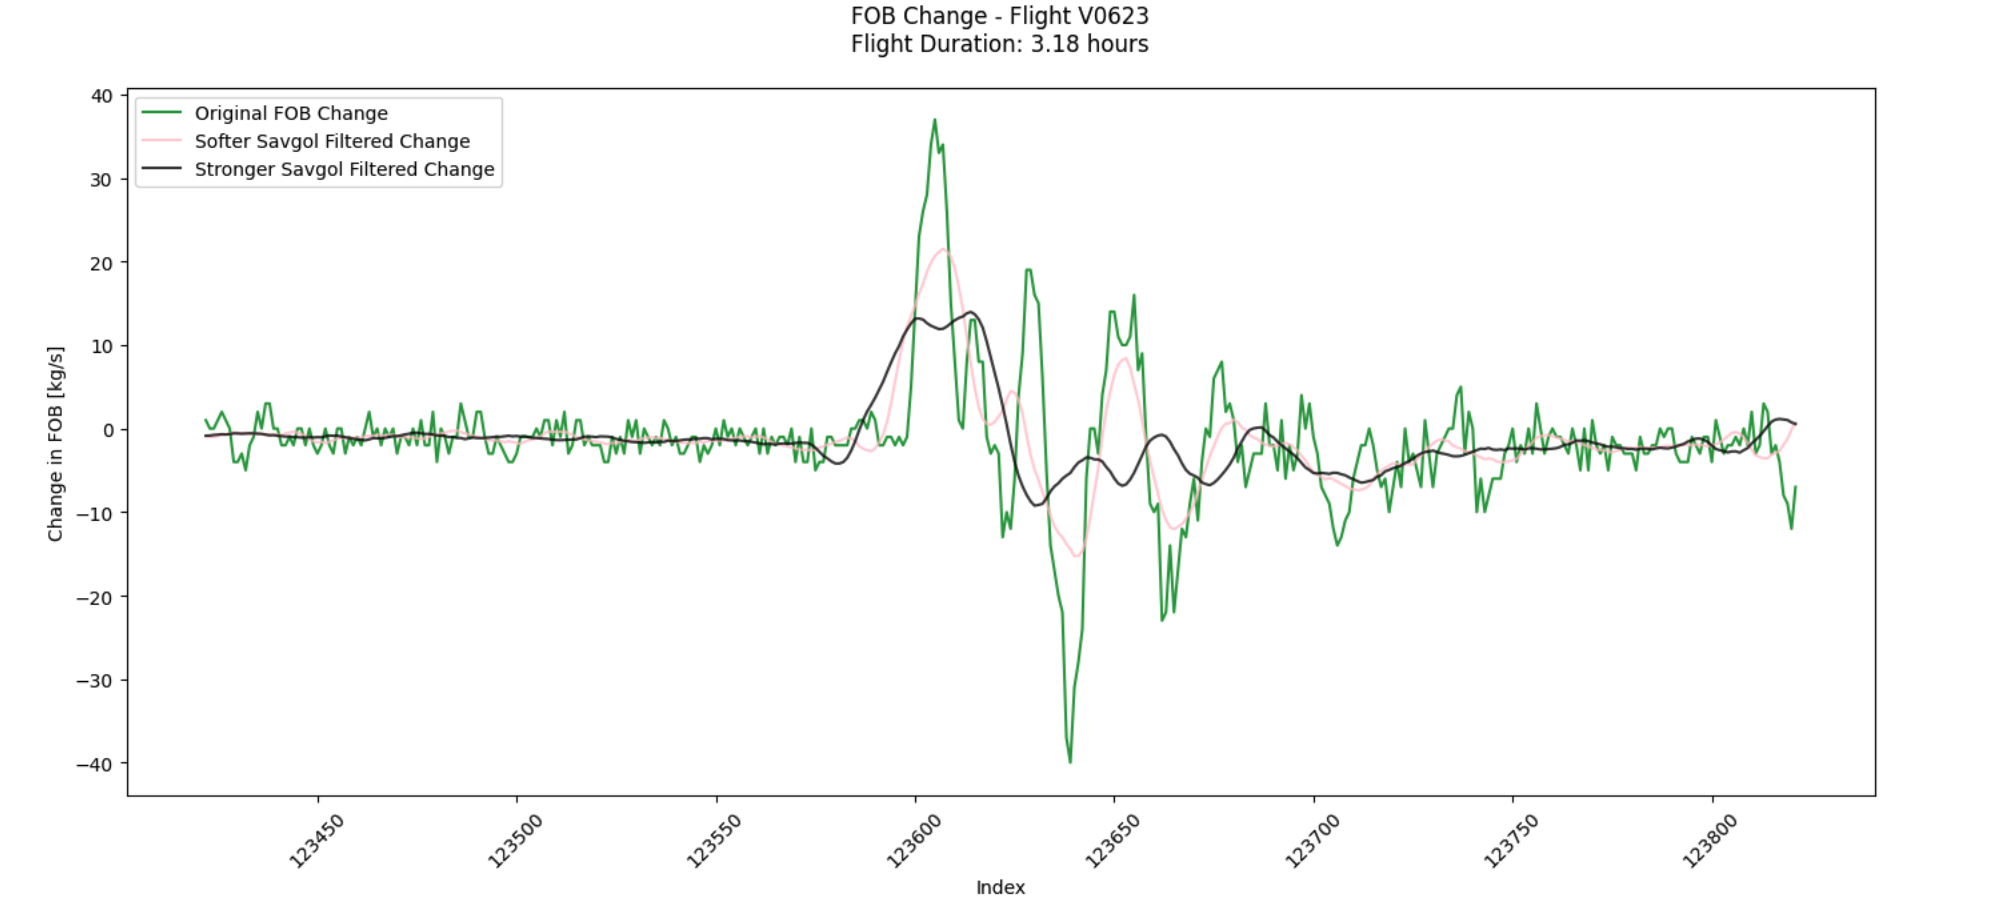 FOB Change - Flight V0623
Flight Duration: 3.18 hours
Original FOB Change
Softer Savgol Filtered Change
Stronger Savgol Filtered Change
Change in FOB [kg/s]
40
30
20
10
0
−10
−20
−30
−40
123450
123500
123550
123600
123650
123700
123750
123800
Index